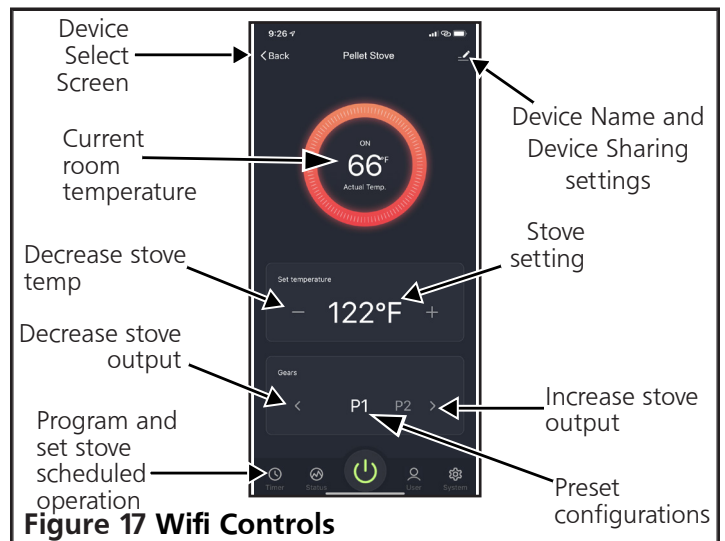 Device
Select
Screen
9:26
Back
Pellet Stove
Device Name and
Device Sharing
settings
Current
room
temperature
ON
66°F
Actual Temp.
Stove
setting
Decrease stove
temp
Set temperature
− 122°F +
Decrease stove
output
Gears
< P1 P2 >
Increase stove
output
Program and
set stove
scheduled
operation
Timer
Status
User
System
Preset
configurations
Figure 17 Wifi Controls